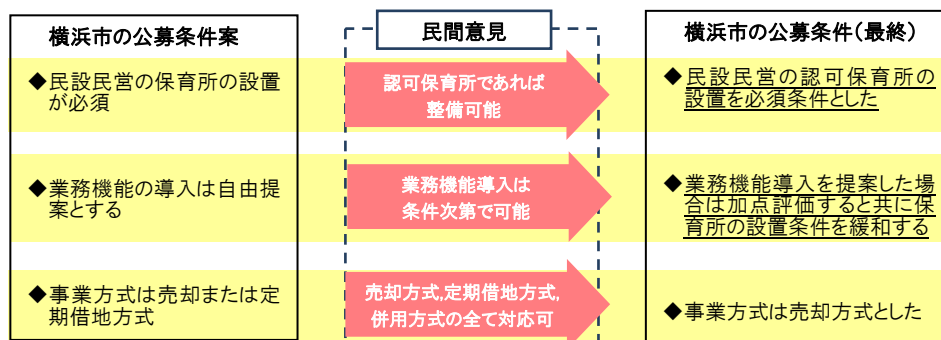 横浜市の公募条件案
民間意見
横浜市の公募条件(最終)
◆民設民営の保育所の設置
が必須
認可保育所であれば
整備可能
◆民設民営の認可保育所の
設置を必須条件とした
◆業務機能の導入は自由提
案とする
業務機能導入は
条件次第で可能
◆業務機能導入を提案した場
合は加点評価すると共に保
育所の設置条件を緩和する
◆事業方式は売却または定
期借地方式
売却方式,定期借地方式,
併用方式の全て対応可
◆事業方式は売却方式とした